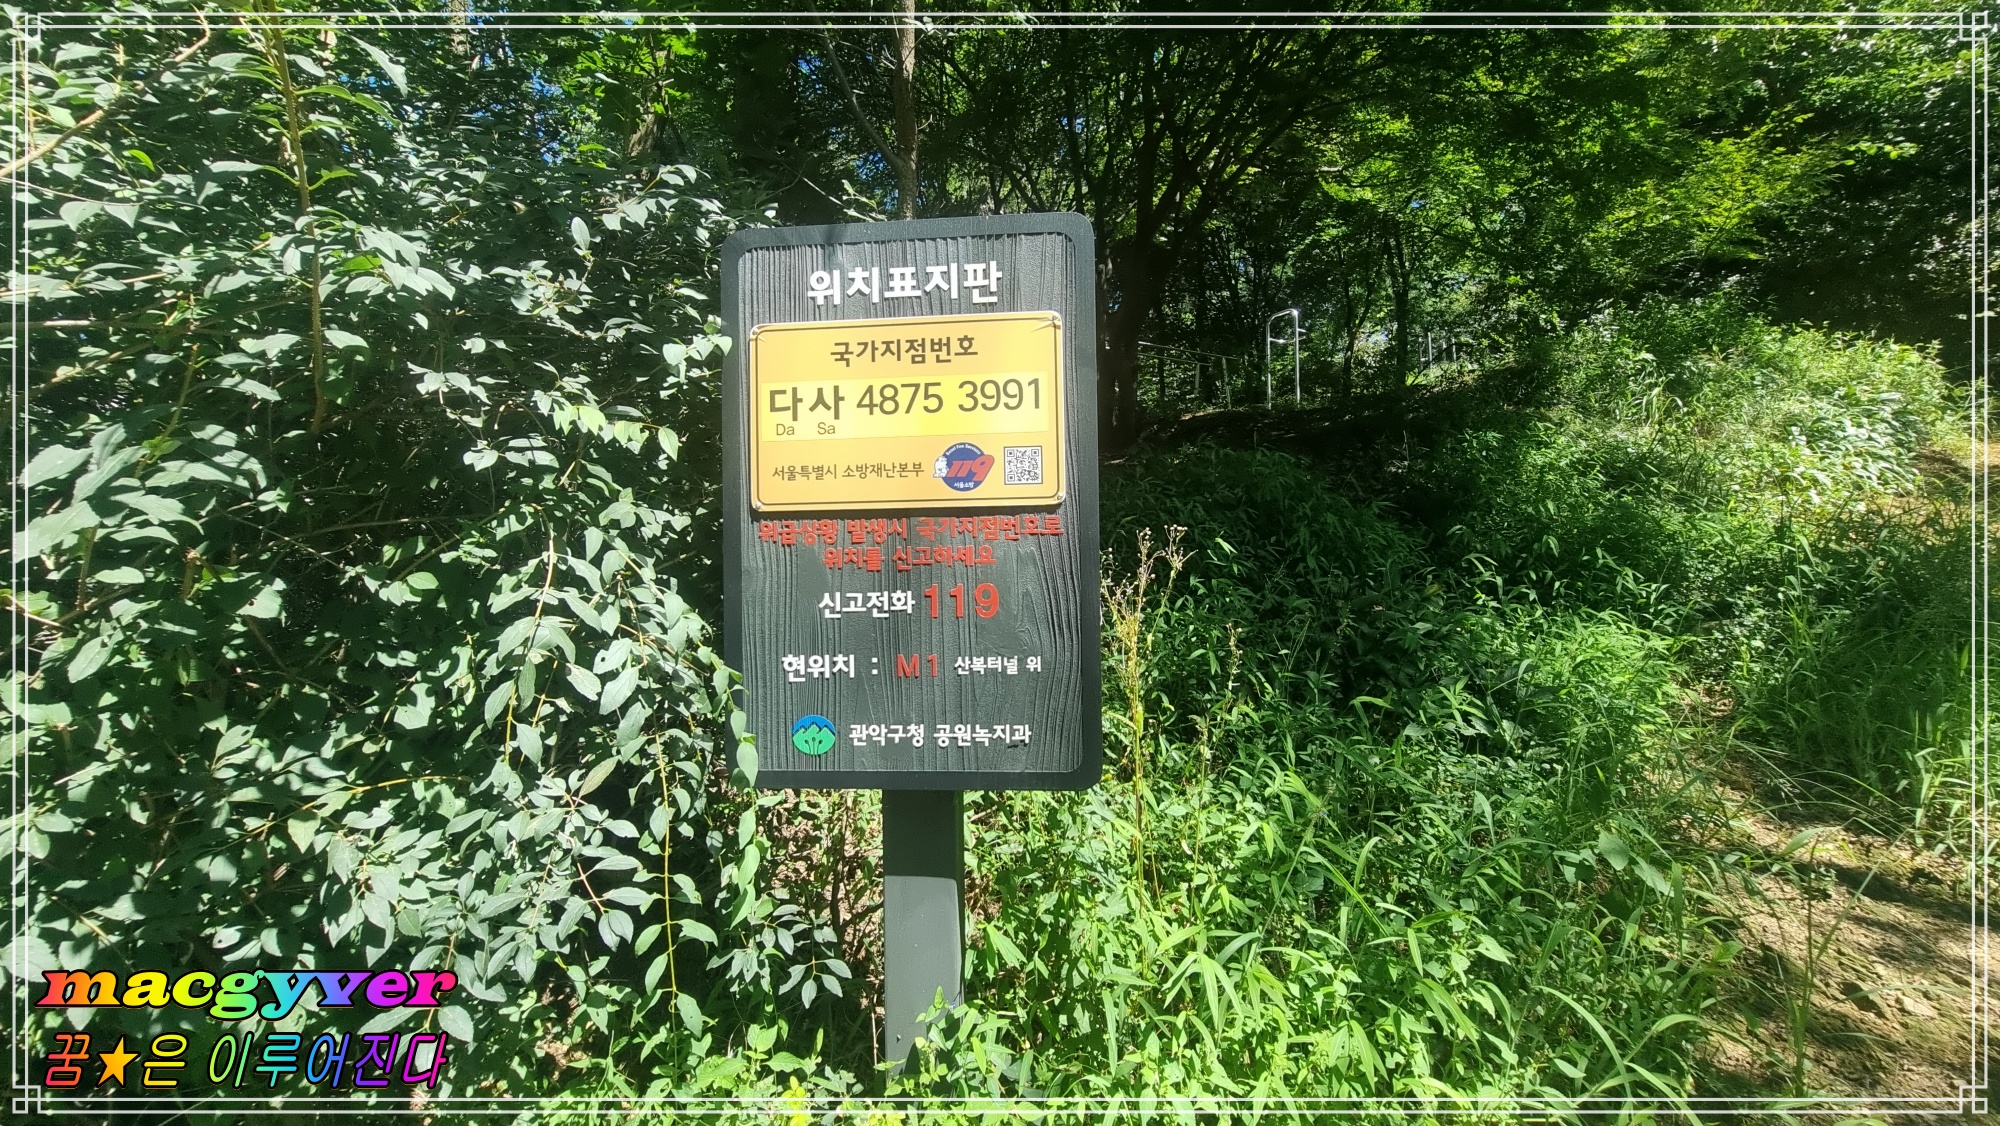 위치표지판
국가지점번호
다사 4875 3991
Da Sa
서울특별시 소방재난본부
119
서울소방
위급상황 발생시 국가지점번호로
위치를 신고하세요
신고전화 119
현위치 : M1 산복터널 위
관악구청 공원녹지과
macgyver
꿈★은 이루어진다